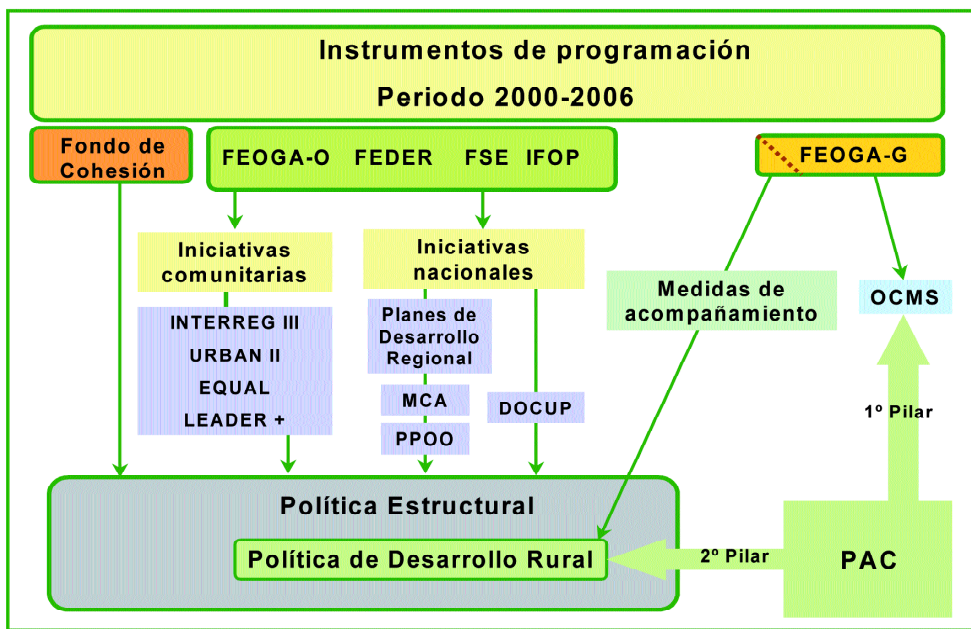 Instrumentos de programación
Periodo 2000-2006
Fondo de
Cohesión
FEOGA-O FEDER FSE IFOP
FEOGA-G
Iniciativas
comunitarias
Iniciativas
nacionales
Medidas de
acompañamiento
OCMS
INTERREG III
URBAN II
EQUAL
LEADER +
Planes de
Desarrollo
Regional
MCA
PPOO
DOCUP
1º Pilar
Política Estructural
Política de Desarrollo Rural
2º Pilar
PAC